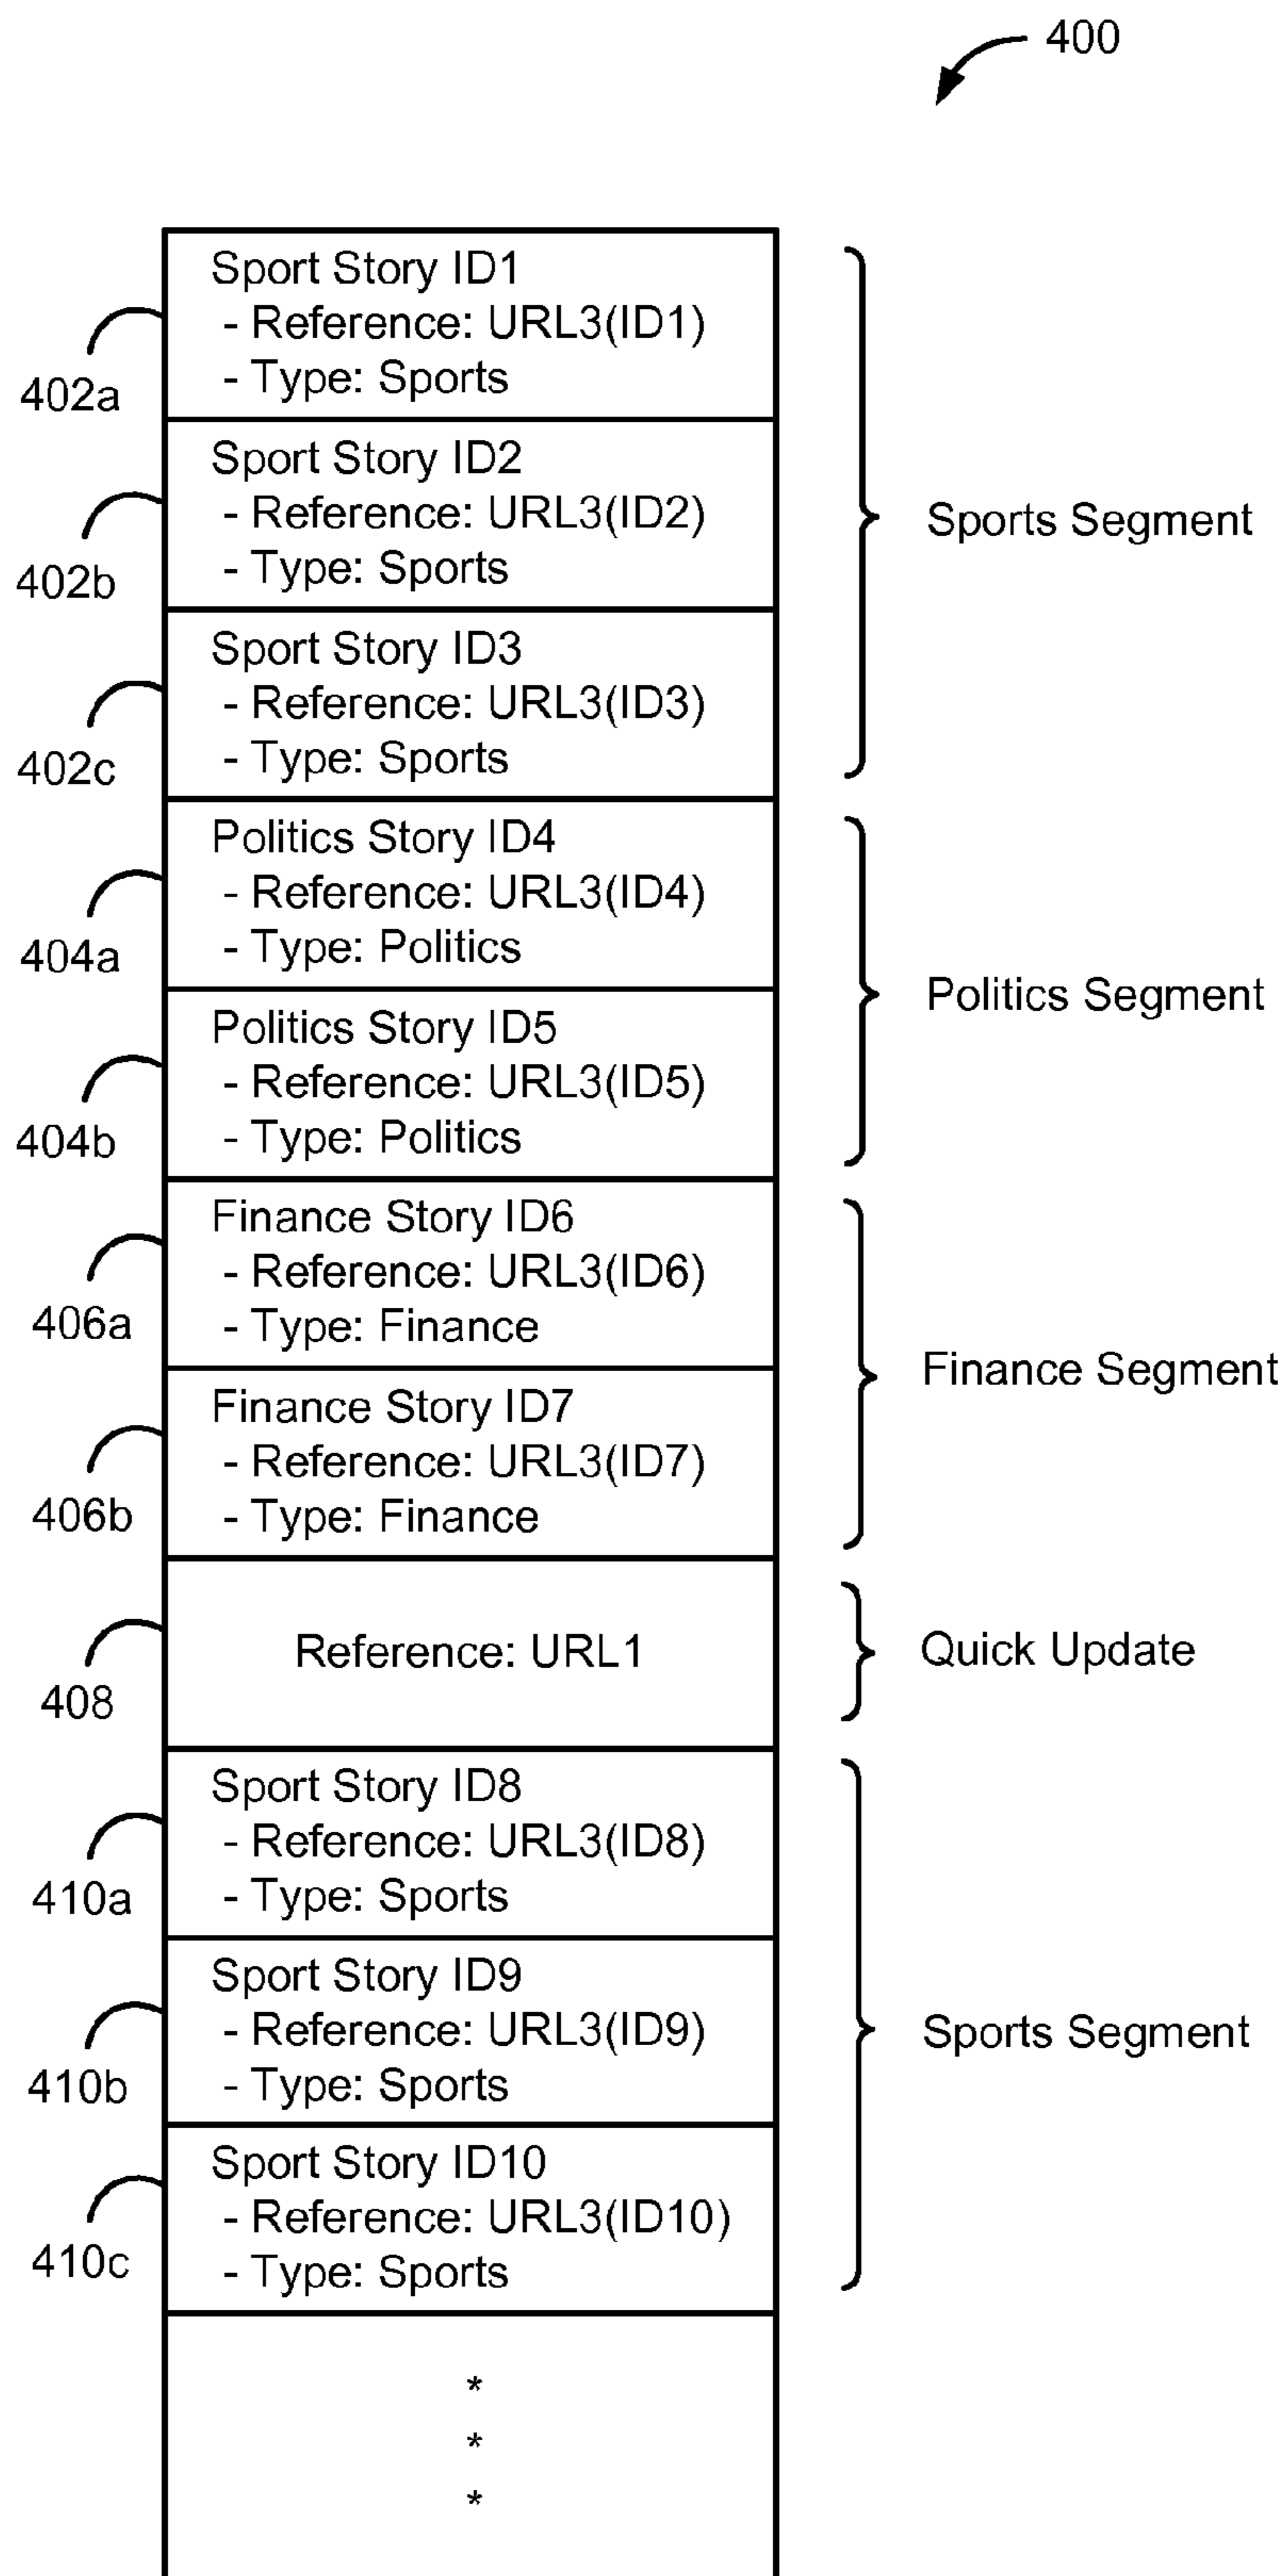 400
Sport Story ID1
- Reference: URL3(ID1)
- Type: Sports
402a
Sport Story ID2
- Reference: URL3(ID2)
- Type: Sports
402b
Sports Segment
Sport Story ID3
- Reference: URL3(ID3)
- Type: Sports
402c
Politics Story ID4
- Reference: URL3(ID4)
- Type: Politics
404a
Politics Segment
Politics Story ID5
- Reference: URL3(ID5)
- Type: Politics
404b
Finance Story ID6
- Reference: URL3(ID6)
- Type: Finance
406a
Finance Segment
Finance Story ID7
- Reference: URL3(ID7)
- Type: Finance
406b
Reference: URL1
408
Quick Update
Sport Story ID8
- Reference: URL3(ID8)
- Type: Sports
410a
Sport Story ID9
- Reference: URL3(ID9)
- Type: Sports
410b
Sports Segment
Sport Story ID10
- Reference: URL3(ID10)
- Type: Sports
410c
*
*
*